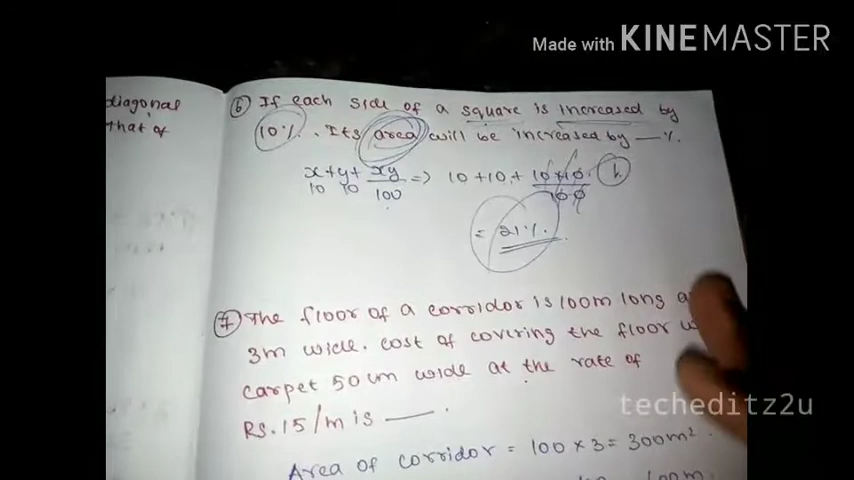 Made with KINEMASTER
diagonal
that of
6 If each side of a square is increased by
10%. Its area will be increased by — %.
x+y+ xy/100 => 10 + 10 + 10*10/100
10 10
= 21%.
7 The floor of a corridor is 100m long
3m wide. cost of covering the floor
carpet 50 cm wide at the rate of
Rs. 15/m is —.
techeditz2u
Area of corridor = 100 × 3 = 300m².
100m